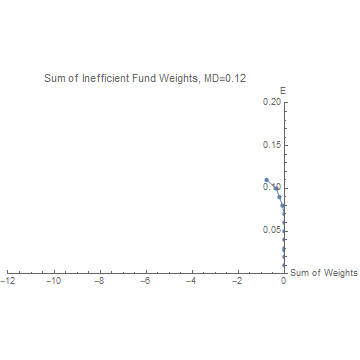 Sum of Inefficient Fund Weights, MD=0.12
E
0.20
0.15
0.10
0.05
Sum of Weights
−12 −10 −8 −6 −4 −2 0